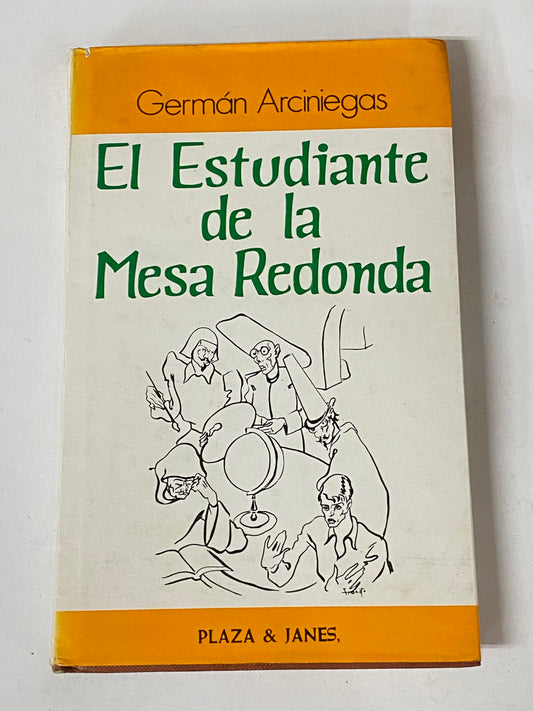 Germán Arciniegas
El Estudiante
de la
Mesa Redonda
PLAZA & JANES,